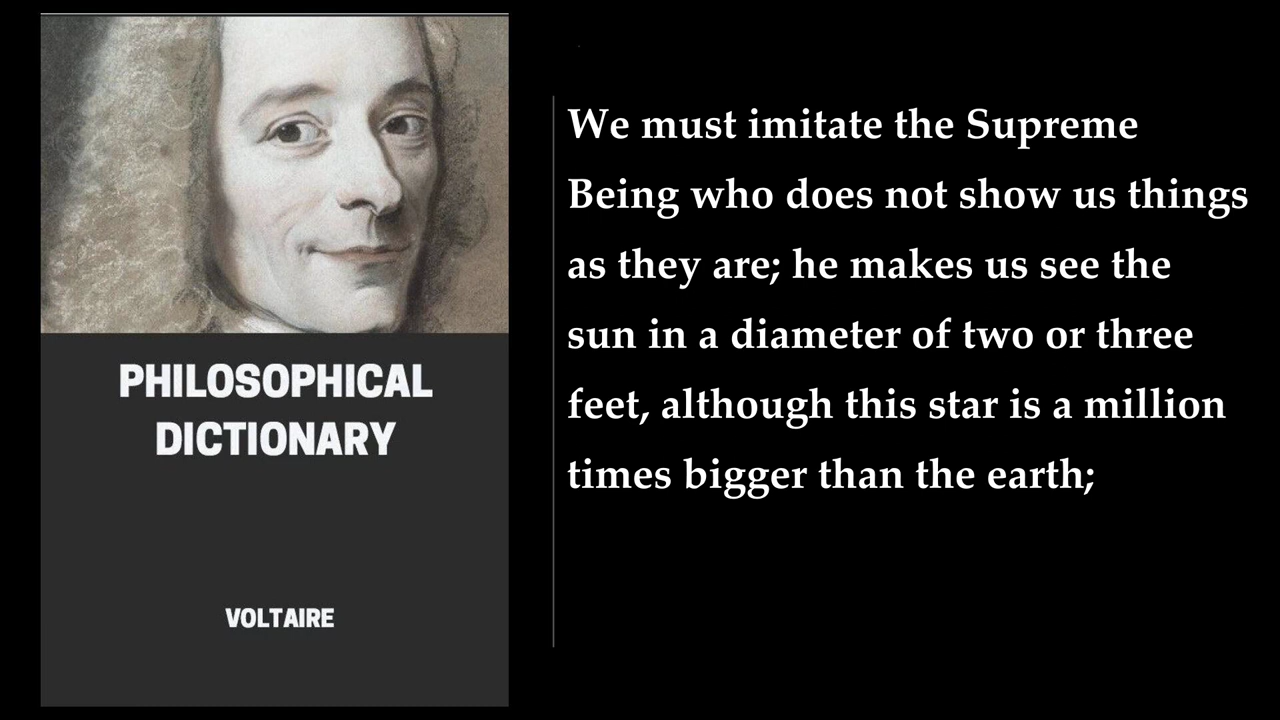 PHILOSOPHICAL
DICTIONARY
VOLTAIRE
We must imitate the Supreme
Being who does not show us things
as they are; he makes us see the
sun in a diameter of two or three
feet, although this star is a million
times bigger than the earth;